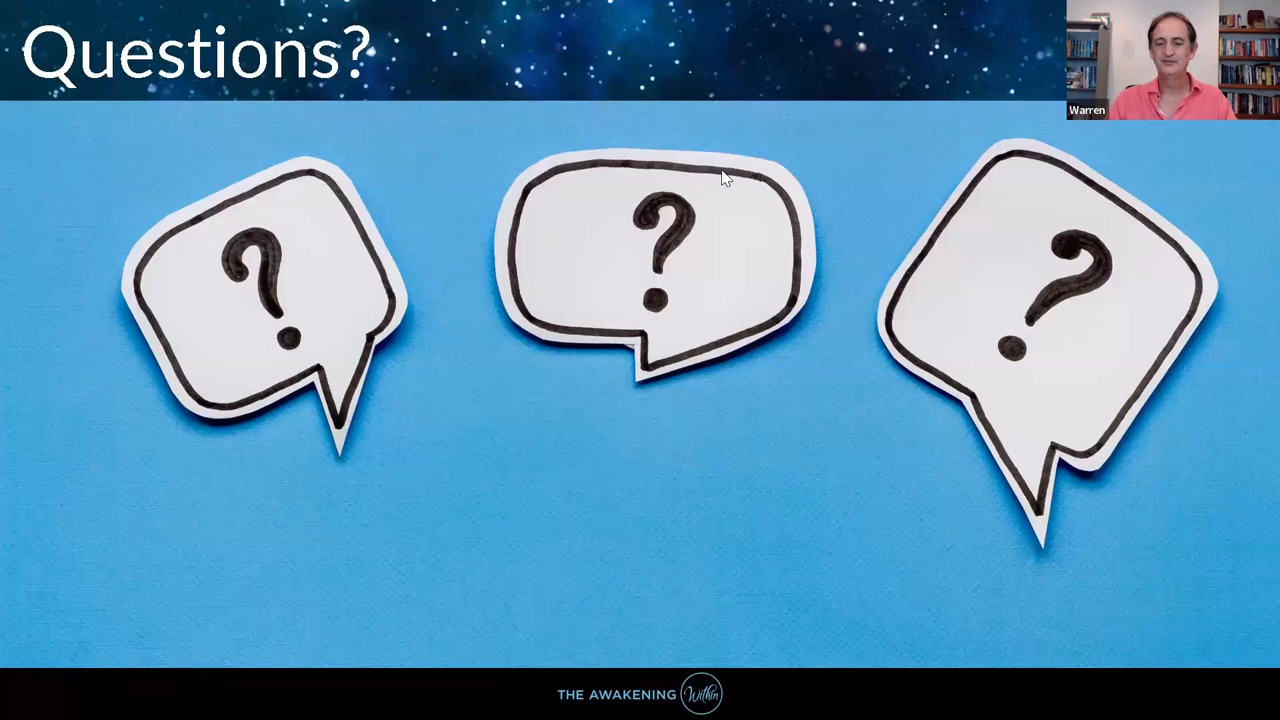 Questions?
Warren
?
?
?
THE AWAKENING Within